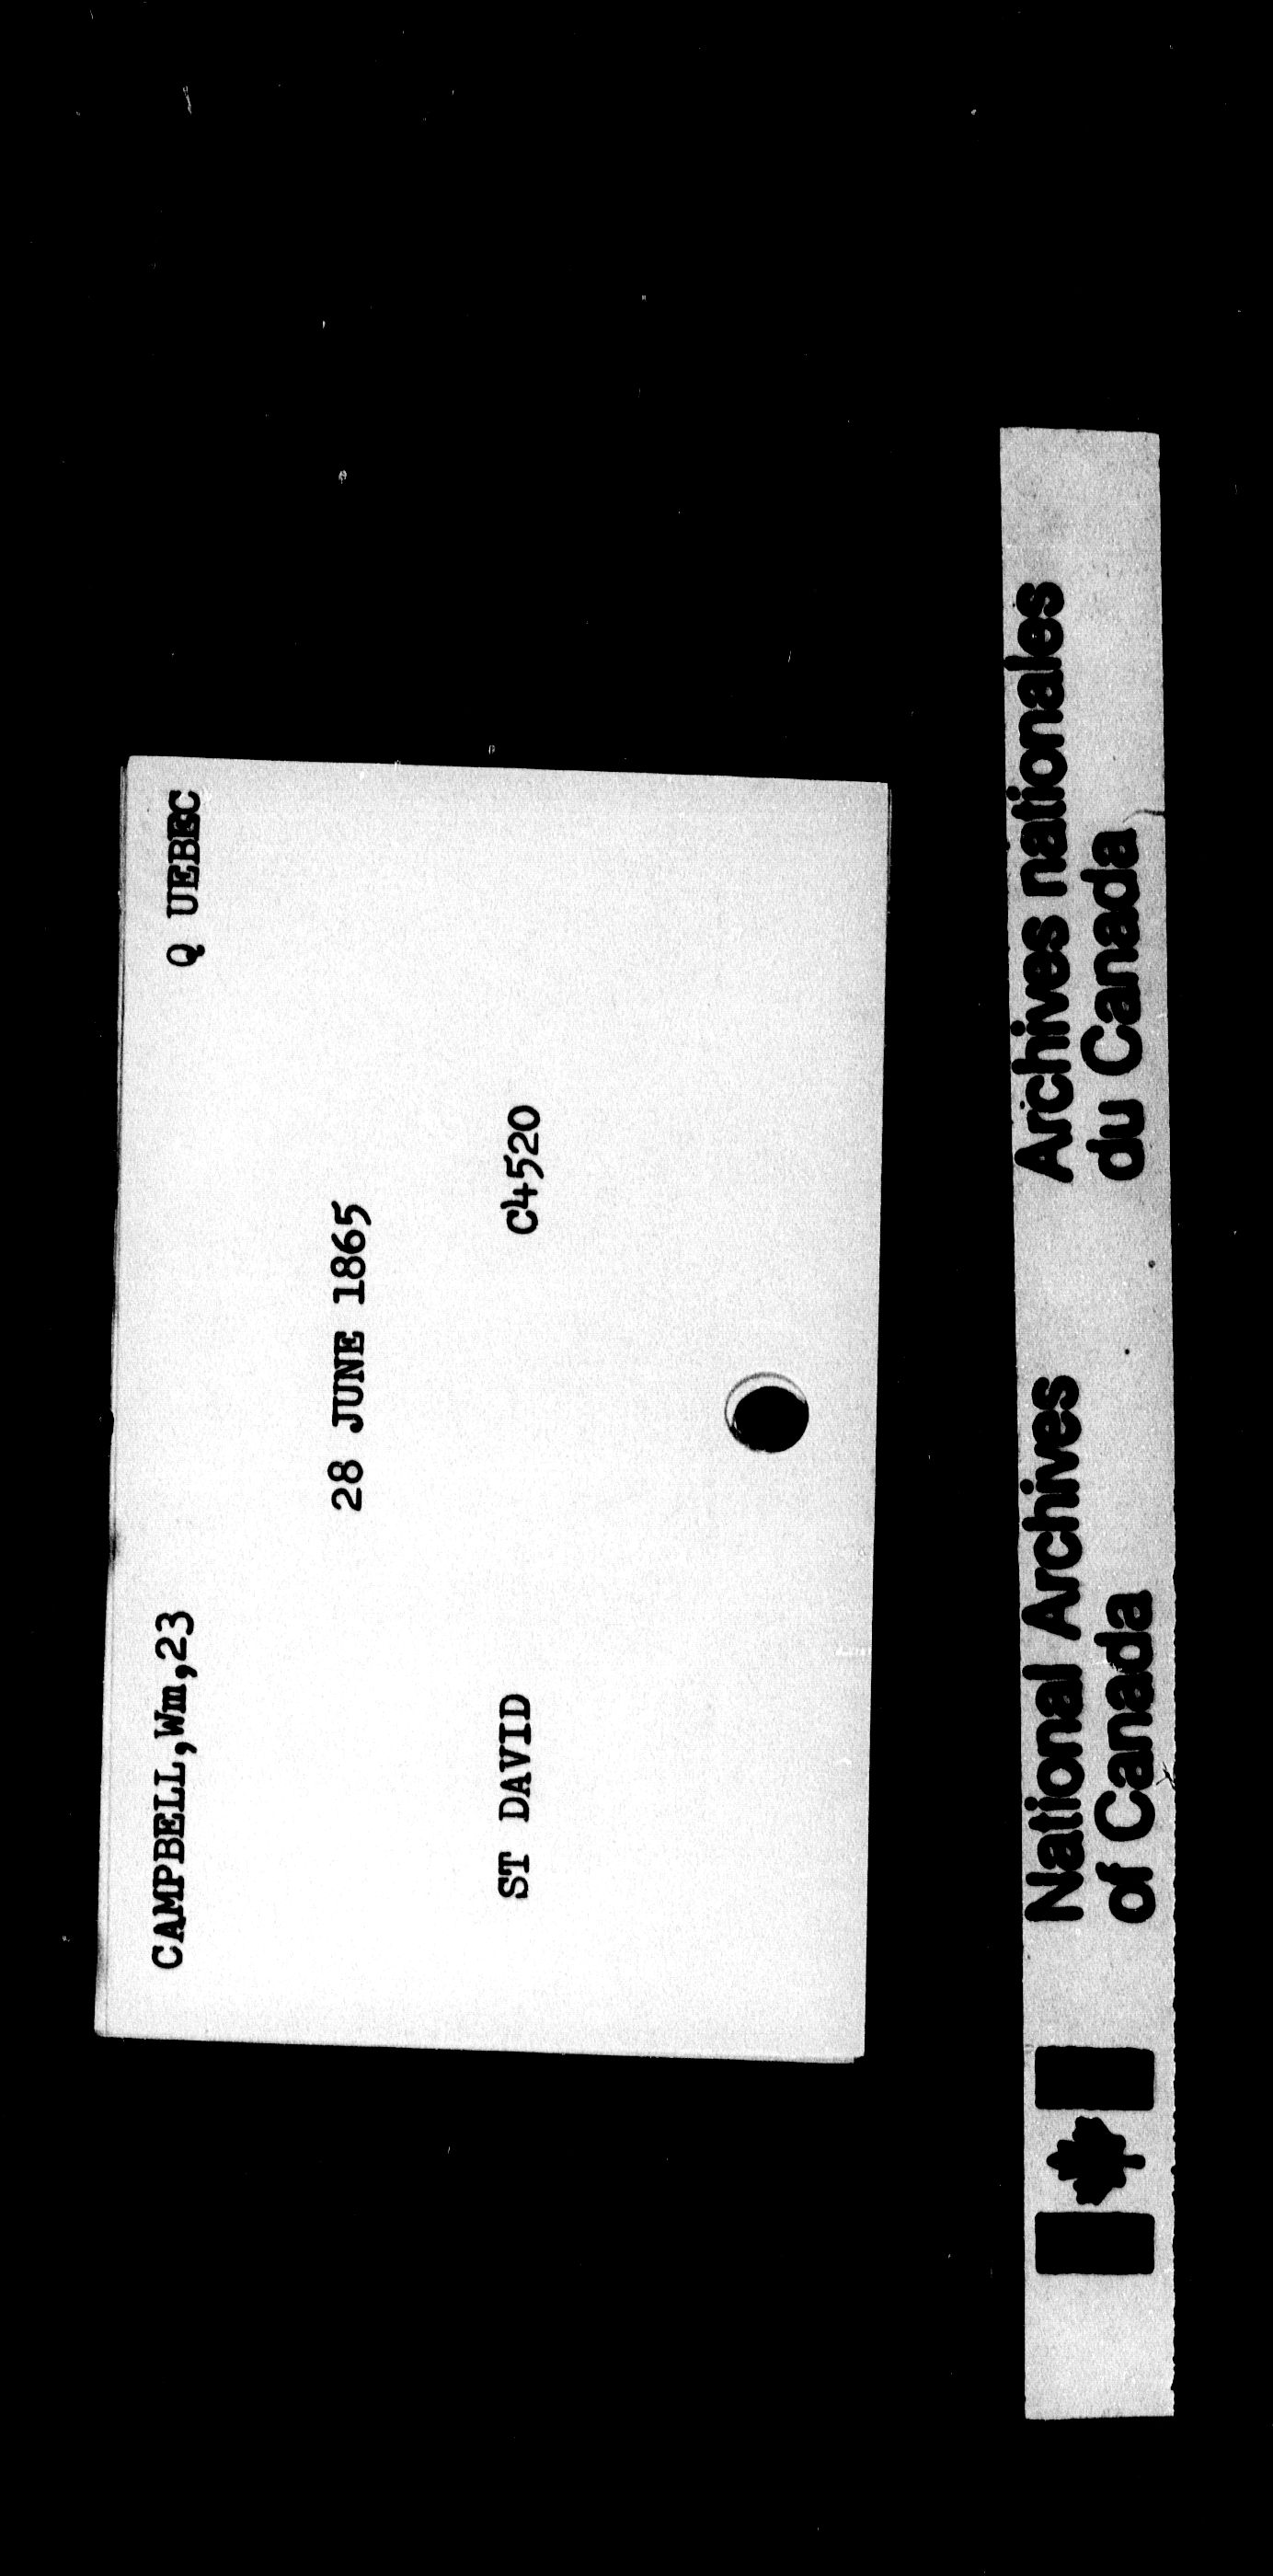 CAMPBELL,Wm,23 Q UEBEC
28 JUNE 1865
ST DAVID C4520
National Archives
of Canada
Archives nationales
du Canada